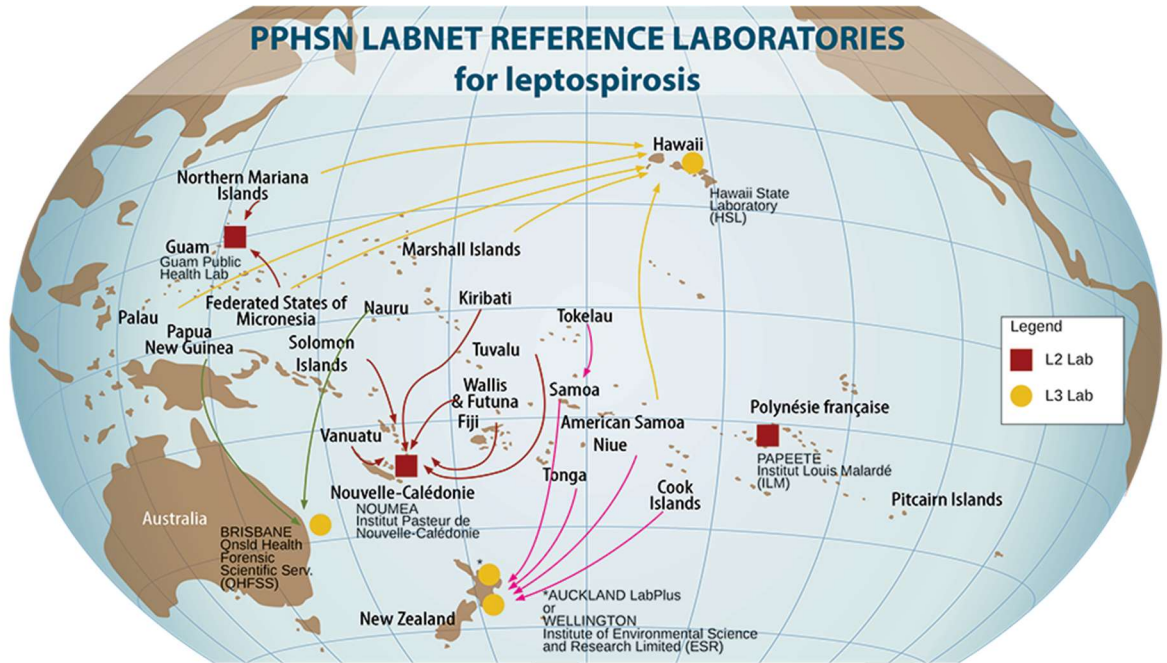 PPHSN LABNET REFERENCE LABORATORIES
for leptospirosis
Hawaii
Hawaii State
Laboratory
(HSL)
Northern Mariana
Islands
Guam
Guam Public
Health Lab
Marshall Islands
Palau
Federated States of
Micronesia
Nauru
Kiribati
Tokelau
Papua
New Guinea
Solomon
Islands
Tuvalu
Wallis
& Futuna
Fiji
Samoa
American Samoa
Niue
Vanuatu
Tonga
Cook
Islands
Polynésie française
PAPEETE
Institut Louis Malardé
(ILM)
Pitcairn Islands
Nouvelle-Calédonie
NOUMEA
Institut Pasteur de
Nouvelle-Calédonie
Australia
BRISBANE
Qnsld Health
Forensic
Scientific Serv.
(QHFSS)
*
New Zealand
*AUCKLAND LabPlus
or
WELLINGTON
Institute of Environmental Science
and Research Limited (ESR)
Legend
L2 Lab
L3 Lab